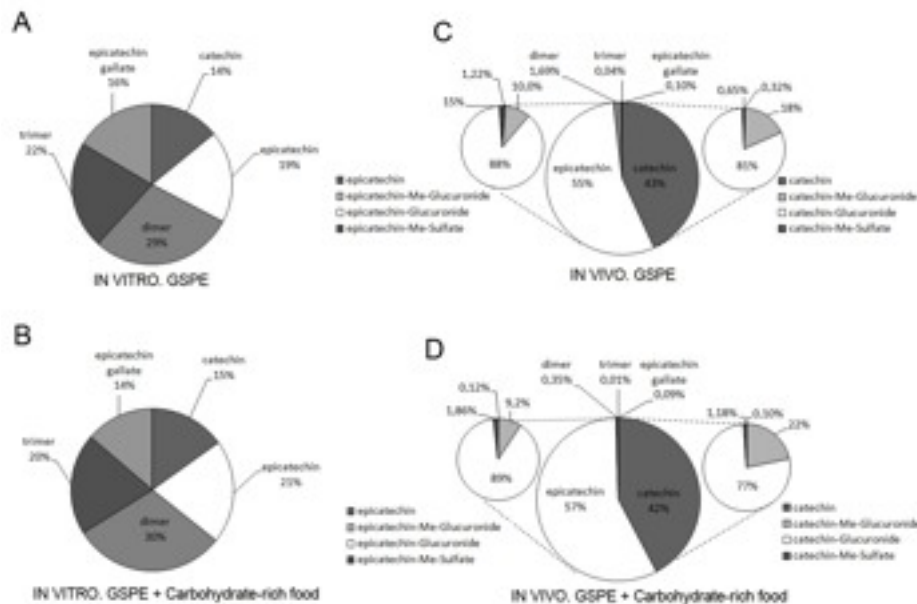 A
epicatechin
gallate
16%
catechin
14%
trimer
22%
epicatechin
19%
dimer
29%
IN VITRO. GSPE
B
epicatechin
gallate
14%
catechin
15%
trimer
20%
epicatechin
21%
dimer
30%
IN VITRO. GSPE + Carbohydrate-rich food
C
dimer
1,69%
trimer
0,04%
epicatechin
gallate
0,10%
1,22%
10,0%
15%
88%
epicatechin
55%
catechin
43%
0,65%
0,32%
18%
81%
epicatechin
epicatechin-Me-Glucuronide
epicatechin-Glucuronide
epicatechin-Me-Sulfate
catechin
catechin-Me-Glucuronide
catechin-Glucuronide
catechin-Me-Sulfate
IN VIVO. GSPE
D
dimer
0,35%
trimer
0,01%
epicatechin
gallate
0,09%
0,12%
9,2%
1,86%
89%
epicatechin
57%
catechin
42%
1,18%
0,10%
22%
77%
epicatechin
epicatechin-Me-Glucuronide
epicatechin-Glucuronide
epicatechin-Me-Sulfate
catechin
catechin-Me-Glucuronide
catechin-Glucuronide
catechin-Me-Sulfate
IN VIVO. GSPE + Carbohydrate-rich food